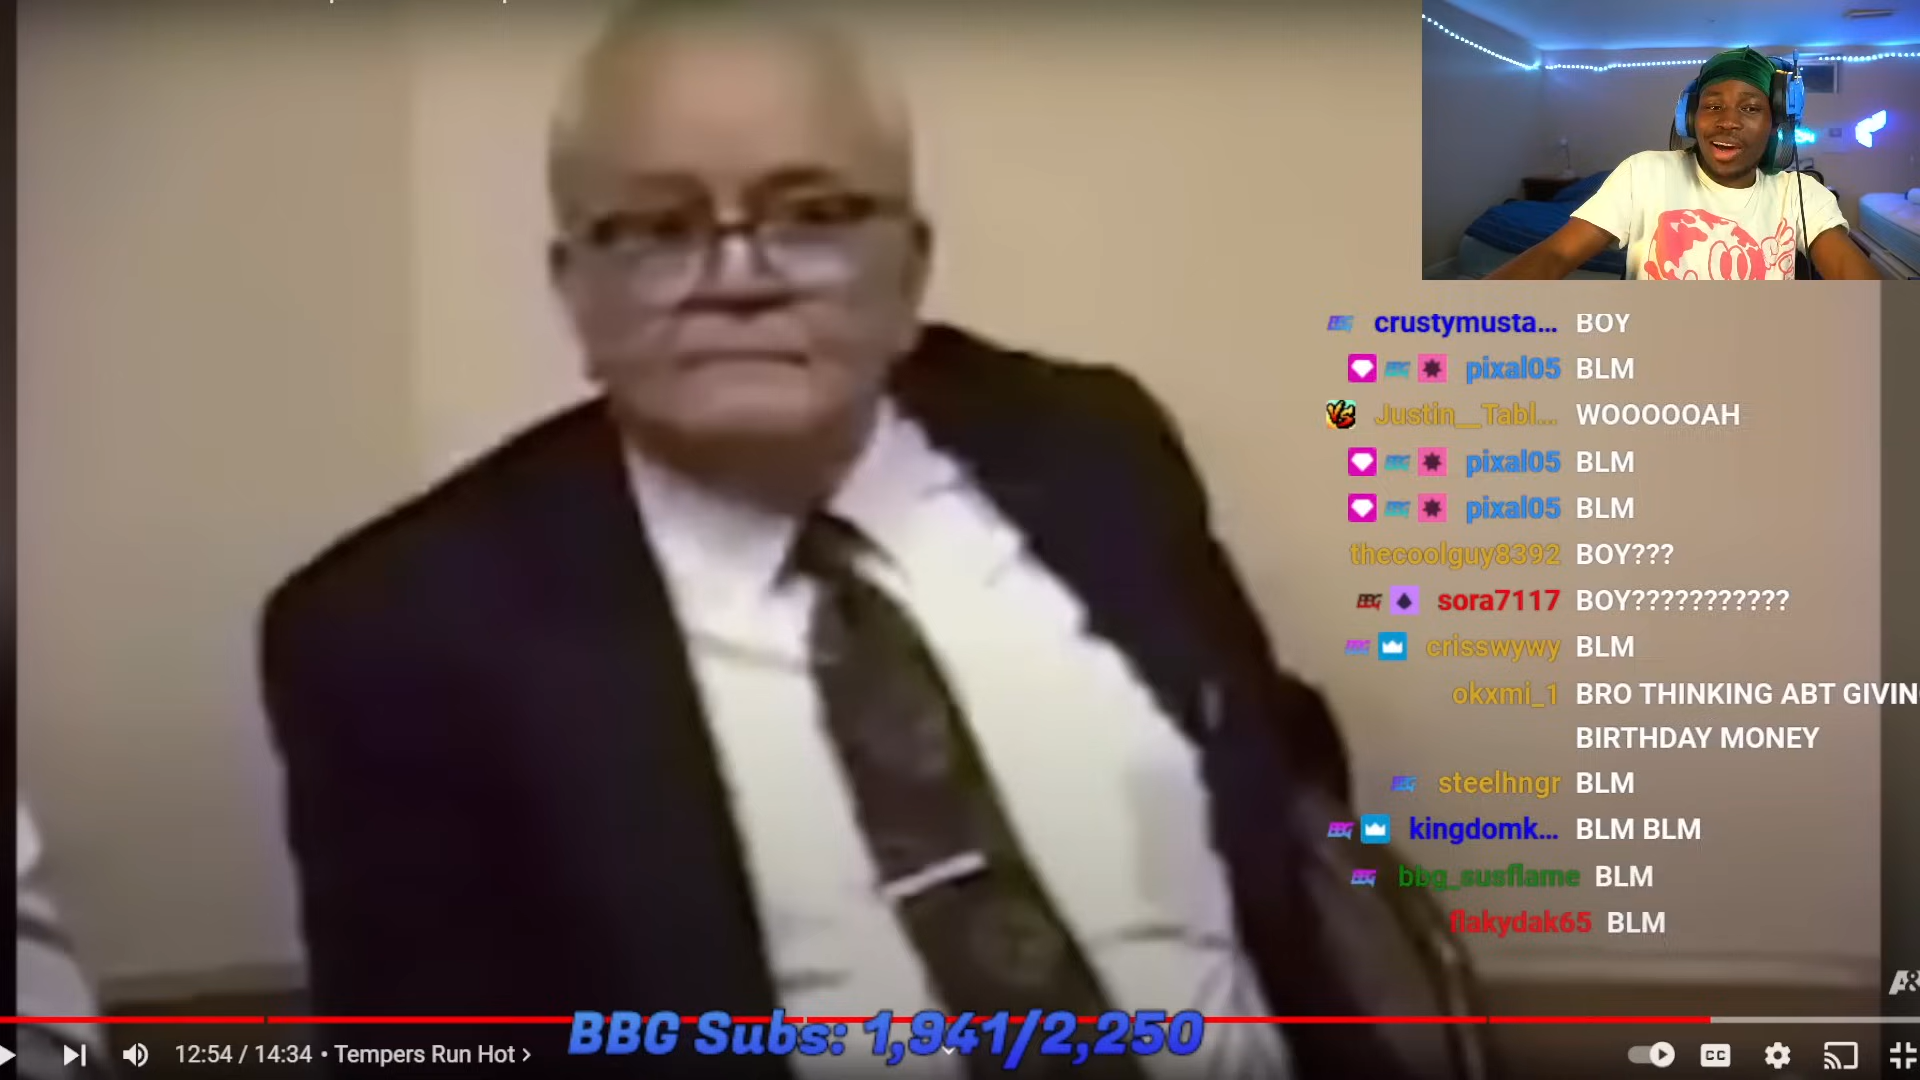 crustymusta... BOY
pixal05 BLM
Justin__Tabl... WOOOOOAH
pixal05 BLM
pixal05 BLM
thecoolguy8392 BOY???
sora7117 BOY???????????
crisswywy BLM
okxmi_1 BRO THINKING ABT GIVIN
BIRTHDAY MONEY
steelhngr BLM
kingdomk... BLM BLM
bbg_susflame BLM
flakydak65 BLM
A&
BBG Subs: 1,941/2,250
12:54 / 14:34 • Tempers Run Hot >
CC